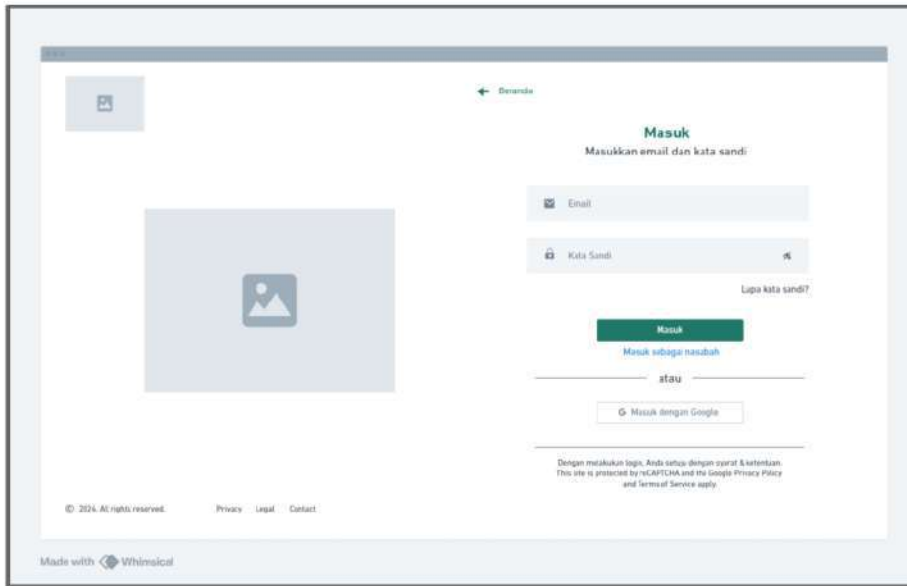 Beranda
Masuk
Masukkan email dan kata sandi
Email
Kata Sandi
Lupa kata sandi?
Masuk
Masuk sebagai nasabah
atau
G Masuk dengan Google
Dengan melakukan login, Anda setuju dengan syarat & ketentuan.
This site is protected by reCAPTCHA and the Google Privacy Policy
and Terms of Service apply.
© 2024. All rights reserved. Privacy Legal Contact
Made with Whimsical